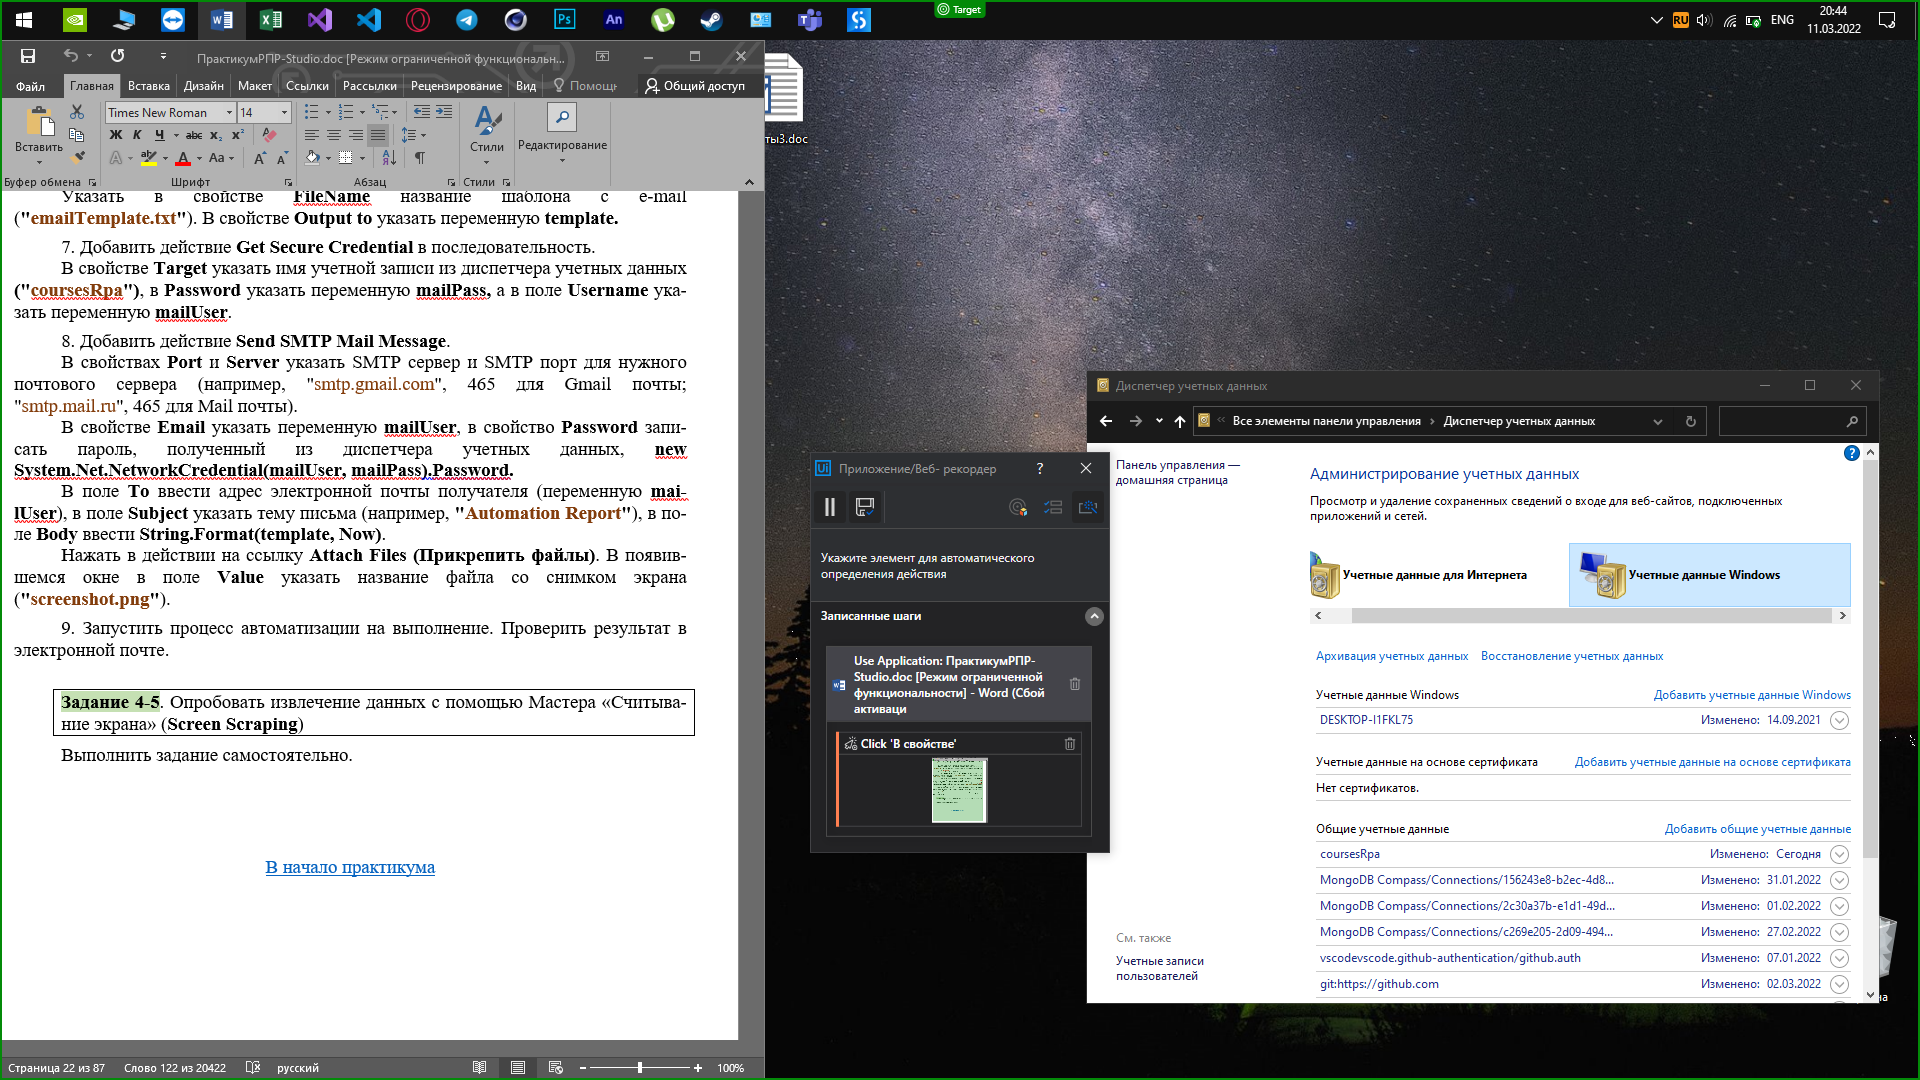 Target
RU
ENG
20:44
11.03.2022
ПрактикумРПР-Studio.doc [Режим ограниченной функциональн...
Файл
Главная
Вставка
Дизайн
Макет
Ссылки
Рассылки
Рецензирование
Вид
Помощн
Общий доступ
Вставить
Times New Roman
14
Ж К Ч abc x₂ x²
Aa
Стили
Редактирование
Буфер обмена
Шрифт
Абзац
Стили
Указать в свойстве FileName название шаблона с e-mail
("emailTemplate.txt"). В свойстве Output to указать переменную template.
7. Добавить действие Get Secure Credential в последовательность.
В свойстве Target указать имя учетной записи из диспетчера учетных данных
("coursesRpa"), в Password указать переменную mailPass, а в поле Username ука-
зать переменную mailUser.
8. Добавить действие Send SMTP Mail Message.
В свойствах Port и Server указать SMTP сервер и SMTP порт для нужного
почтового сервера (например, "smtp.gmail.com", 465 для Gmail почты;
"smtp.mail.ru", 465 для Mail почты).
В свойстве Email указать переменную mailUser, в свойство Password запи-
сать пароль, полученный из диспетчера учетных данных, new
System.Net.NetworkCredential(mailUser, mailPass).Password.
В поле To ввести адрес электронной почты получателя (переменную mai-
lUser), в поле Subject указать тему письма (например, "Automation Report"), в по-
ле Body ввести String.Format(template, Now).
Нажать в действии на ссылку Attach Files (Прикрепить файлы). В появив-
шемся окне в поле Value указать название файла со снимком экрана
("screenshot.png").
9. Запустить процесс автоматизации на выполнение. Проверить результат в
электронной почте.
Задание 4-5. Опробовать извлечение данных с помощью Мастера «Считыва-
ние экрана» (Screen Scraping)
Выполнить задание самостоятельно.
В начало практикума
Страница 22 из 87
Слово 122 из 20422
русский
100%
ты3.doc
Приложение/Веб- рекордер
Укажите элемент для автоматического
определения действия
Записанные шаги
Use Application: ПрактикумРПР-
Studio.doc [Режим ограниченной
функциональности] - Word (Сбой
активаци
Click 'В свойстве'
Диспетчер учетных данных
Все элементы панели управления
Диспетчер учетных данных
Панель управления —
домашняя страница
Администрирование учетных данных
Просмотр и удаление сохраненных сведений о входе для веб-сайтов, подключенных
приложений и сетей.
Учетные данные для Интернета
Учетные данные Windows
Архивация учетных данных
Восстановление учетных данных
Учетные данные Windows
Добавить учетные данные Windows
DESKTOP-I1FKL75
Изменено: 14.09.2021
Учетные данные на основе сертификата
Добавить учетные данные на основе сертификата
Нет сертификатов.
Общие учетные данные
Добавить общие учетные данные
coursesRpa
Изменено: Сегодня
MongoDB Compass/Connections/156243e8-b2ec-4d8...
Изменено: 31.01.2022
MongoDB Compass/Connections/2c30a37b-e1d1-49d...
Изменено: 01.02.2022
MongoDB Compass/Connections/c269e205-2d09-494...
Изменено: 27.02.2022
vscodevscode.github-authentication/github.auth
Изменено: 07.01.2022
git:https://github.com
Изменено: 02.03.2022
См. также
Учетные записи
пользователей
на